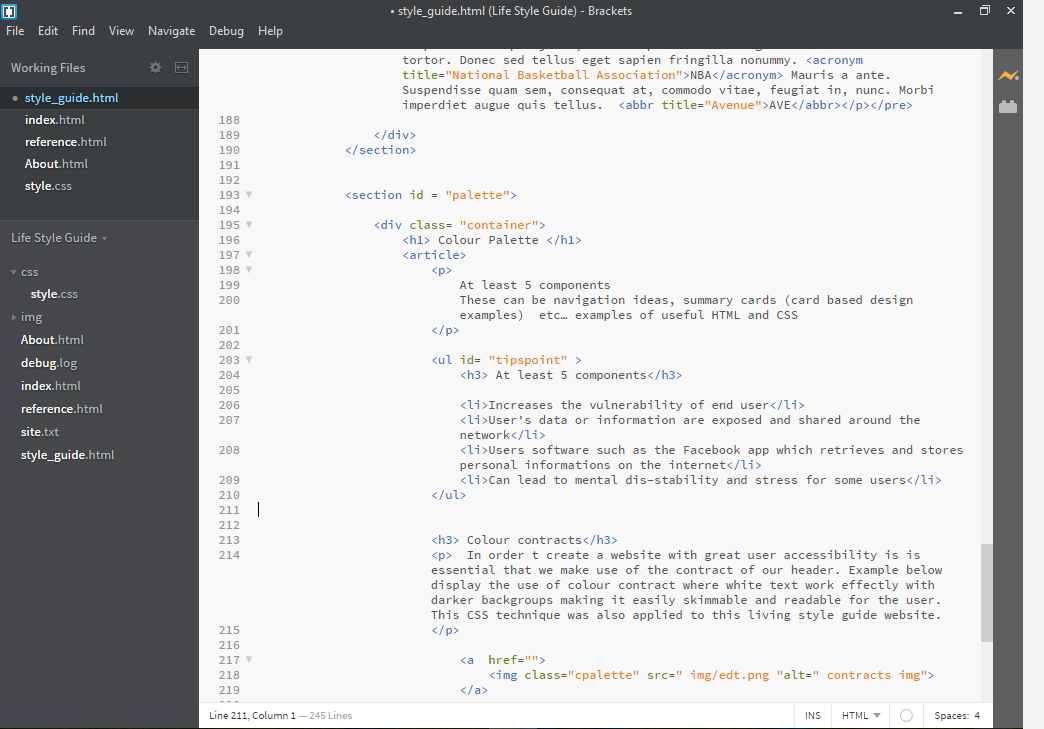 • style_guide.html (Life Style Guide) - Brackets
File Edit Find View Navigate Debug Help
Working Files
• style_guide.html
index.html
reference.html
About.html
style.css
Life Style Guide
css
style.css
img
About.html
debug.log
index.html
reference.html
site.txt
style_guide.html
tortor. Donec sed tellus eget sapien fringilla nonummy. <acronym
title="National Basketball Association">NBA</acronym> Mauris a ante.
Suspendisse quam sem, consequat at, commodo vitae, feugiat in, nunc. Morbi
imperdiet augue quis tellus.  <abbr title="Avenue">AVE</abbr></p></pre>
188
189 </div>
190 </section>
191
192
193 <section id = "palette">
194
195 <div class= "container">
196 <h1> Colour Palette </h1>
197 <article>
198 <p>
199 At least 5 components
200 These can be navigation ideas, summary cards (card based design
examples)  etc… examples of useful HTML and CSS
201 </p>
202
203 <ul id= "tipspoint" >
204 <h3> At least 5 components</h3>
205
206 <li>Increases the vulnerability of end user</li>
207 <li>User's data or information are exposed and shared around the
network</li>
208 <li>Users software such as the Facebook app which retrieves and stores
personal informations on the internet</li>
209 <li>Can lead to mental dis-stability and stress for some users</li>
210 </ul>
211
212
213 <h3> Colour contracts</h3>
214 <p>  In order t create a website with great user accessibility is is
essential that we make use of the contract of our header. Example below
display the use of colour contract where white text work effectly with
darker backgroups making it easily skimmable and readable for the user.
This CSS technique was also applied to this living style guide website.
215 </p>
216
217 <a  href="">
218 <img class="cpalette" src=" img/edt.png "alt=" contracts img">
219 </a>
Line 211, Column 1 — 245 Lines
INS HTML Spaces: 4